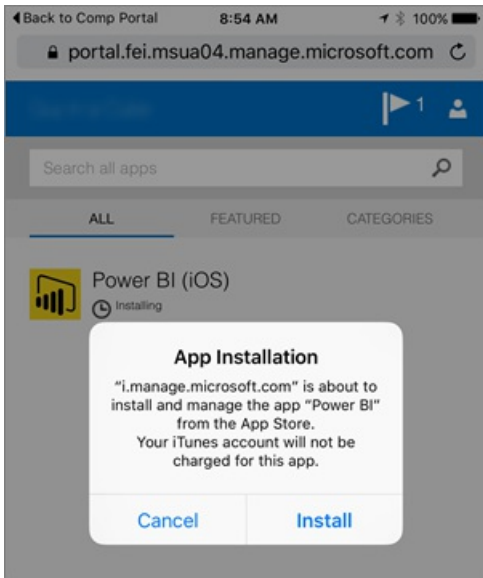 Back to Comp Portal 8:54 AM 100%
portal.fei.msua04.manage.microsoft.com
1
Search all apps
ALL FEATURED CATEGORIES
Power BI (iOS)
Installing
App Installation
“i.manage.microsoft.com” is about to
install and manage the app “Power BI”
from the App Store.
Your iTunes account will not be
charged for this app.
Cancel Install